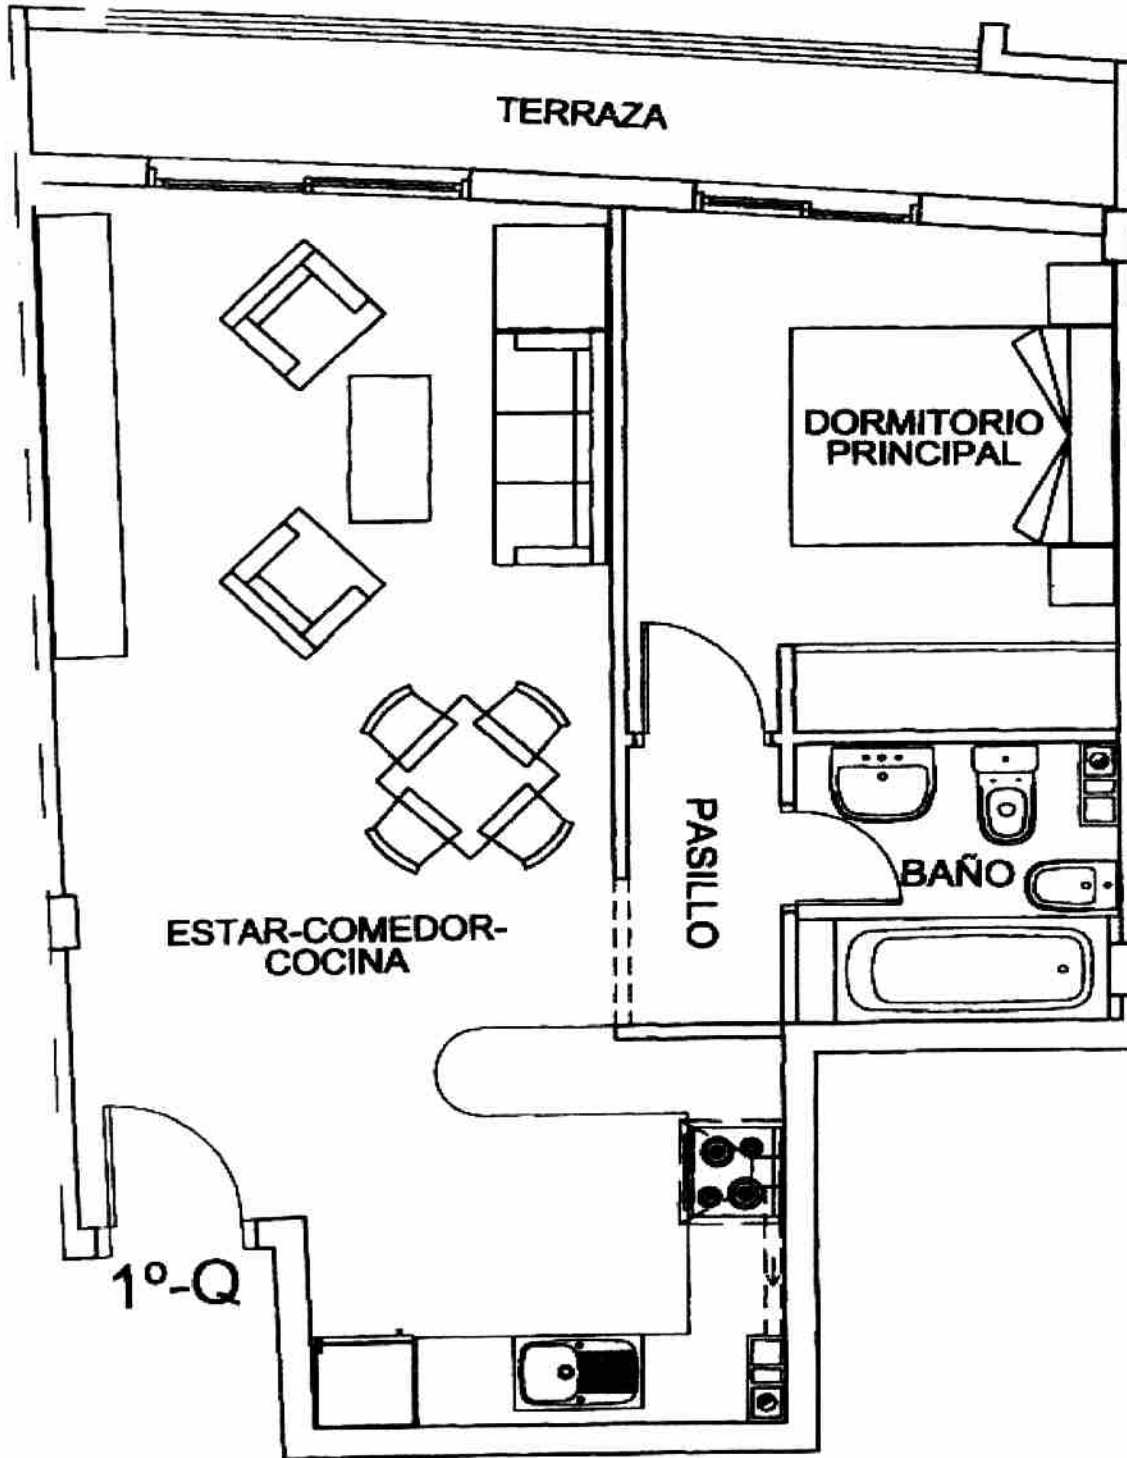 TERRAZA
DORMITORIO
PRINCIPAL
PASILLO
BAÑO
ESTAR-COMEDOR-
COCINA
1º-Q